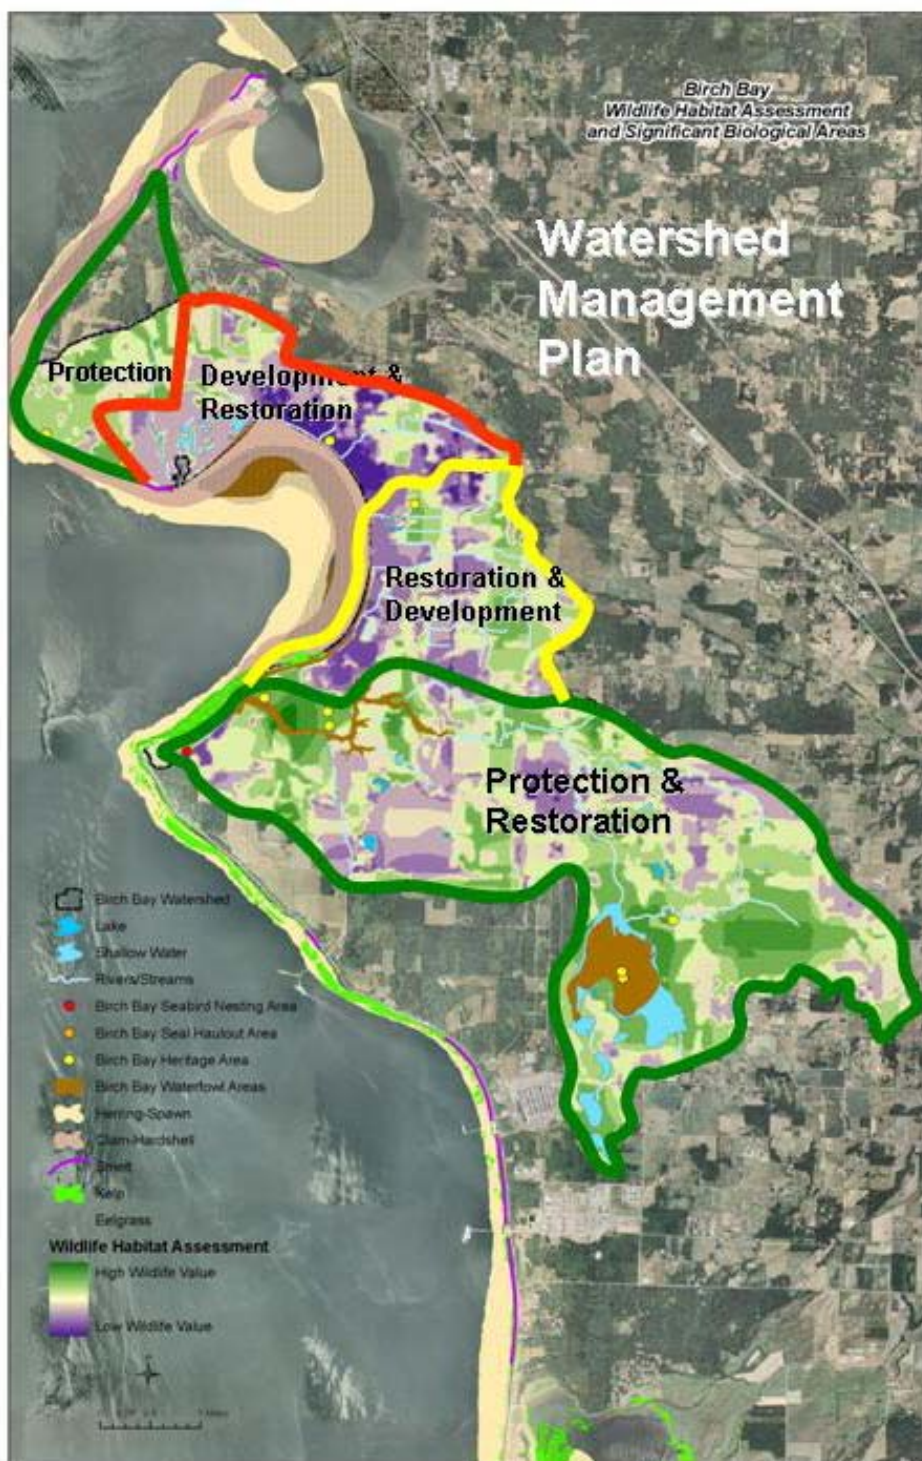 Birch Bay
Wildlife Habitat Assessment
and Significant Biological Areas
Watershed
Management
Plan
Protection
Development &
Restoration
Restoration &
Development
Protection &
Restoration
Birch Bay Watershed
Lake
Shallow Water
Rivers/Streams
Birch Bay Seabird Nesting Area
Birch Bay Seal Haulout Area
Birch Bay Heritage Area
Birch Bay Waterfowl Areas
Herring-Spawn
Clam-Hardshell
Smelt
Kelp
Eelgrass
Wildlife Habitat Assessment
High Wildlife Value
Low Wildlife Value